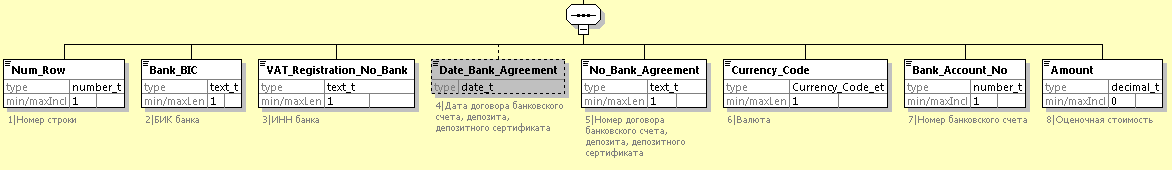 Num_Row
type number_t
min/maxIncl 1
1|Номер строки
Bank_BIC
type text_t
min/maxLen 1
2|БИК банка
VAT_Registration_No_Bank
type text_t
min/maxLen 1
3|ИНН банка
Date_Bank_Agreement
type date_t
4|Дата договора банковского
счета, депозита,
депозитного сертификата
No_Bank_Agreement
type text_t
min/maxLen 1
5|Номер договора
банковского счета,
депозита, депозитного
сертификата
Currency_Code
type Currency_Code_et
min/maxLen 1
6|Валюта
Bank_Account_No
type number_t
min/maxIncl 1
7|Номер банковского счета
Amount
type decimal_t
min/maxIncl 0
8|Оценочная стоимость